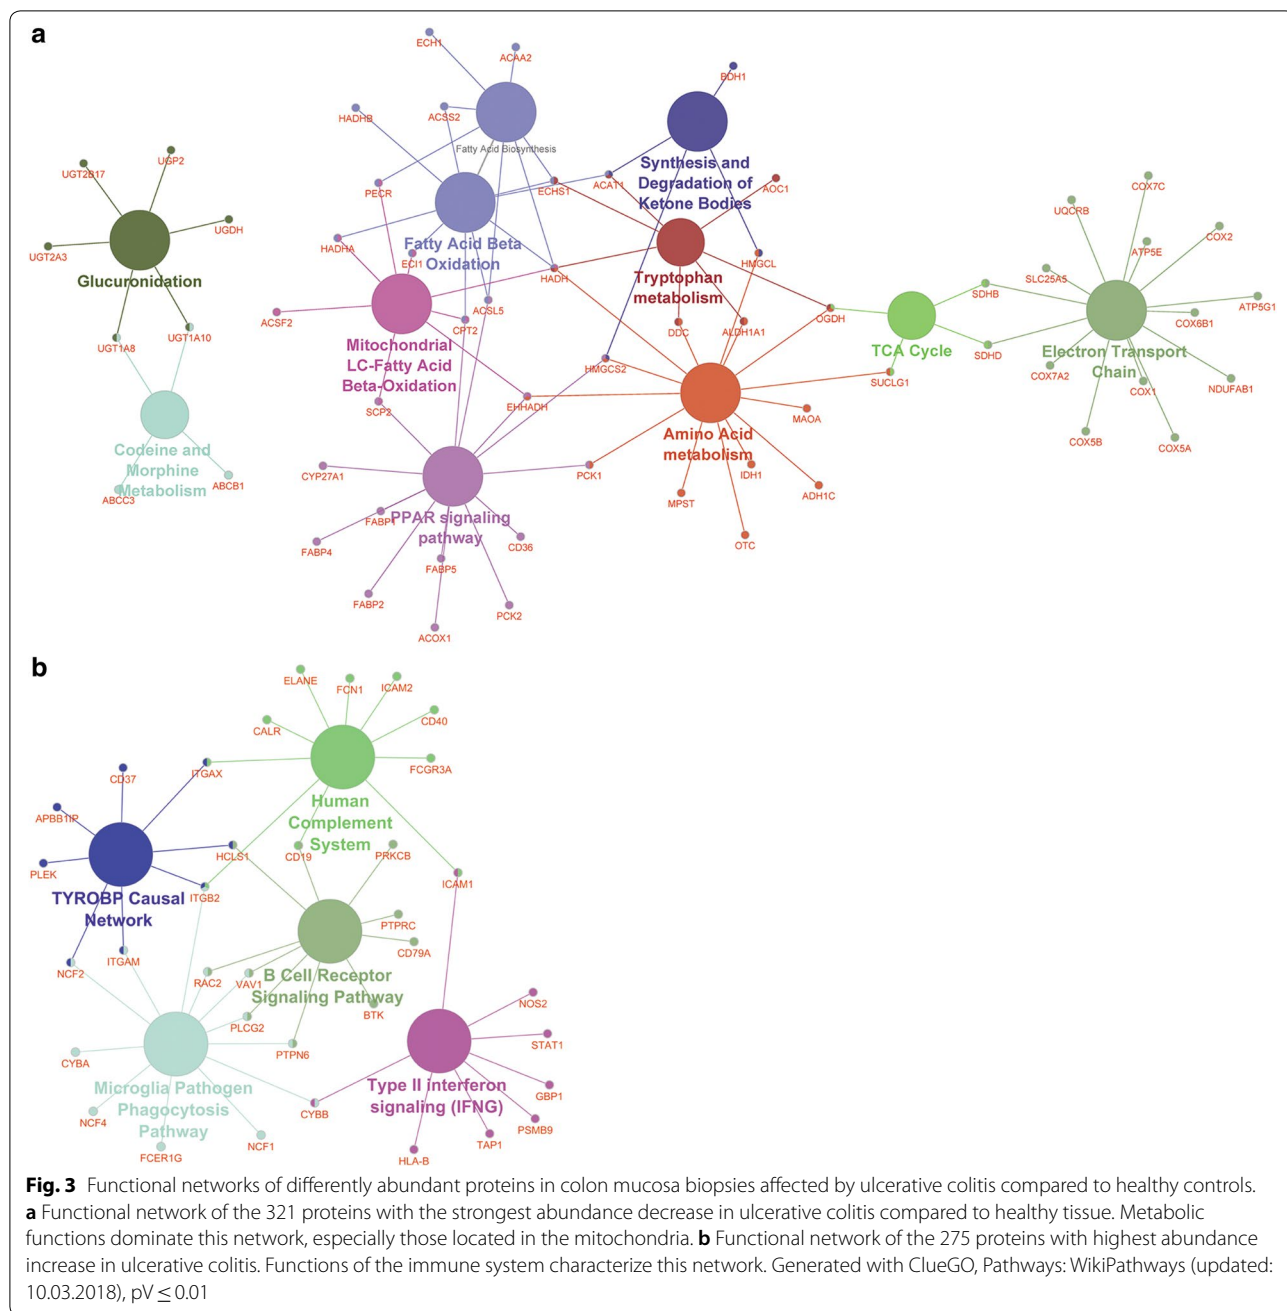 a
ECH1
ACAA2
BDH1
HADHB
ACSS2
Fatty Acid Biosynthesis
UGP2
UGT2B17
Synthesis and
Degradation of
Ketone Bodies
PECR
ECHS1
ACAT1
AOC1
COX7C
UQCRB
UGDH
UGT2A3
HADHA
Fatty Acid Beta
Oxidation
ECI1
HADH
HMGCL
ATP5E
COX2
Glucuronidation
Tryptophan
metabolism
SLC25A5
SDHB
ATP5G1
ACSF2
ACSL5
CPT2
DDC
ALDH1A1
OGDH
COX6B1
UGT1A8
UGT1A10
Mitochondrial
LC-Fatty Acid
Beta-Oxidation
TCA Cycle
SDHD
Electron Transport
Chain
HMGCS2
SUCLG1
COX7A2
COX1
NDUFAB1
SCP2
EHHADH
MAOA
Amino Acid
metabolism
COX5B
COX5A
Codeine and
Morphine
Metabolism
ABCC3
ABCB1
CYP27A1
PCK1
IDH1
ADH1C
MPST
FABP1
PPAR signaling
pathway
FABP4
CD36
OTC
FABP5
FABP2
PCK2
ACOX1
b
ELANE
FCN1
ICAM2
CALR
CD40
ITGAX
FCGR3A
CD37
APBB1IP
Human
Complement
System
PLEK
HCLS1
CD19
PRKCB
ICAM1
TYROBP Causal
Network
ITGB2
PTPRC
CD79A
NCF2
ITGAM
RAC2
VAV1
B Cell Receptor
Signaling Pathway
NOS2
PLCG2
BTK
PTPN6
STAT1
CYBA
Microglia Pathogen
Phagocytosis
Pathway
Type II interferon
signaling (IFNG)
GBP1
CYBB
NCF4
PSMB9
TAP1
NCF1
FCER1G
HLA-B
Fig. 3 Functional networks of differently abundant proteins in colon mucosa biopsies affected by ulcerative colitis compared to healthy controls.
a Functional network of the 321 proteins with the strongest abundance decrease in ulcerative colitis compared to healthy tissue. Metabolic
functions dominate this network, especially those located in the mitochondria. b Functional network of the 275 proteins with highest abundance
increase in ulcerative colitis. Functions of the immune system characterize this network. Generated with ClueGO, Pathways: WikiPathways (updated:
10.03.2018), pV ≤ 0.01